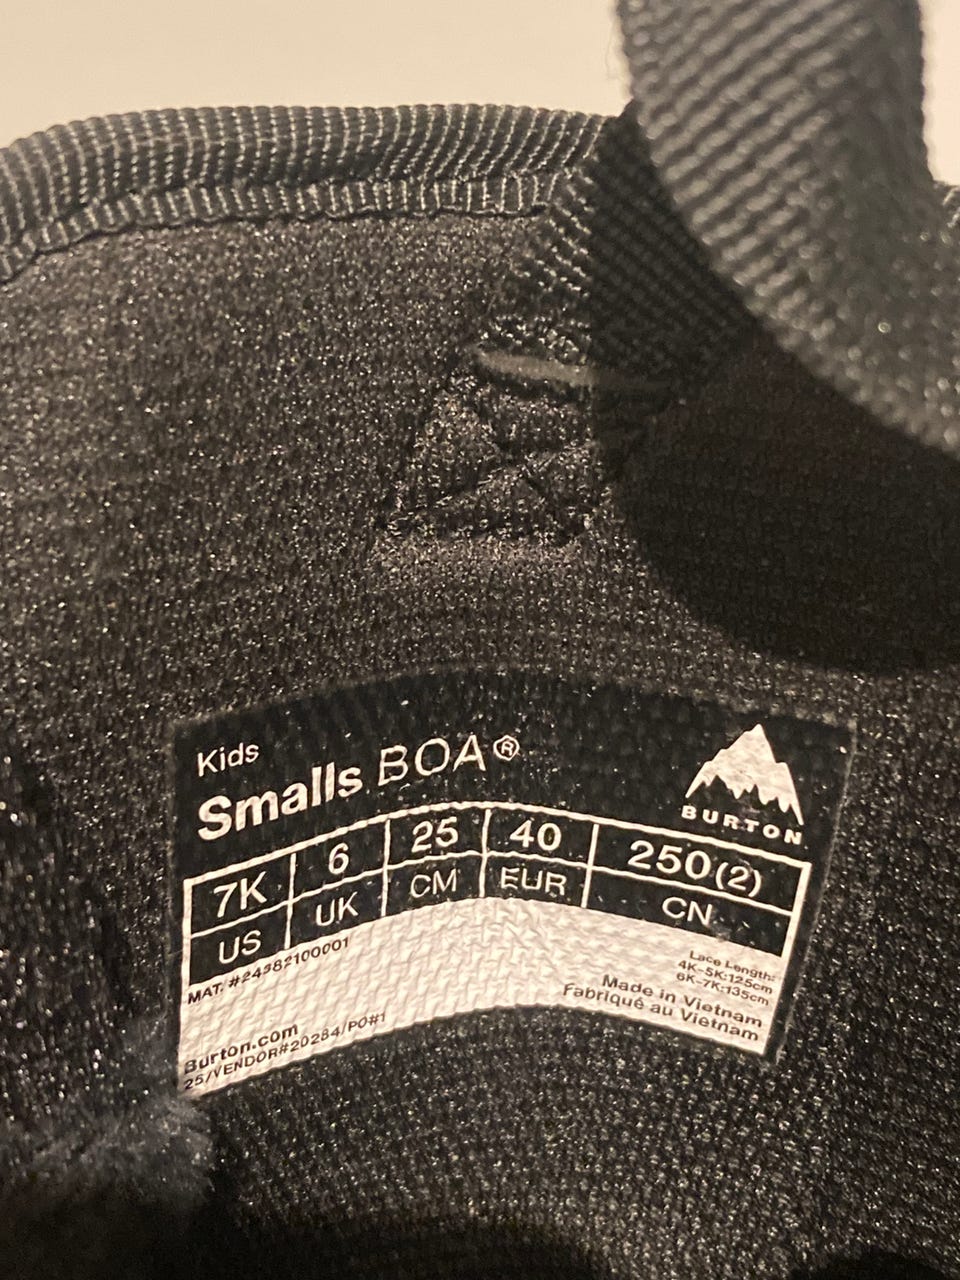 Kids
Smalls BOA®
BURTON
7K 6 25 40 250(2)
US UK CM EUR CN
MAT. #24382100001
Lace Length:
4K-5K:125cm
6K-7K:135cm
Made in Vietnam
Fabriqué au Vietnam
Burton.com
25/VENDOR#20284/PO#1